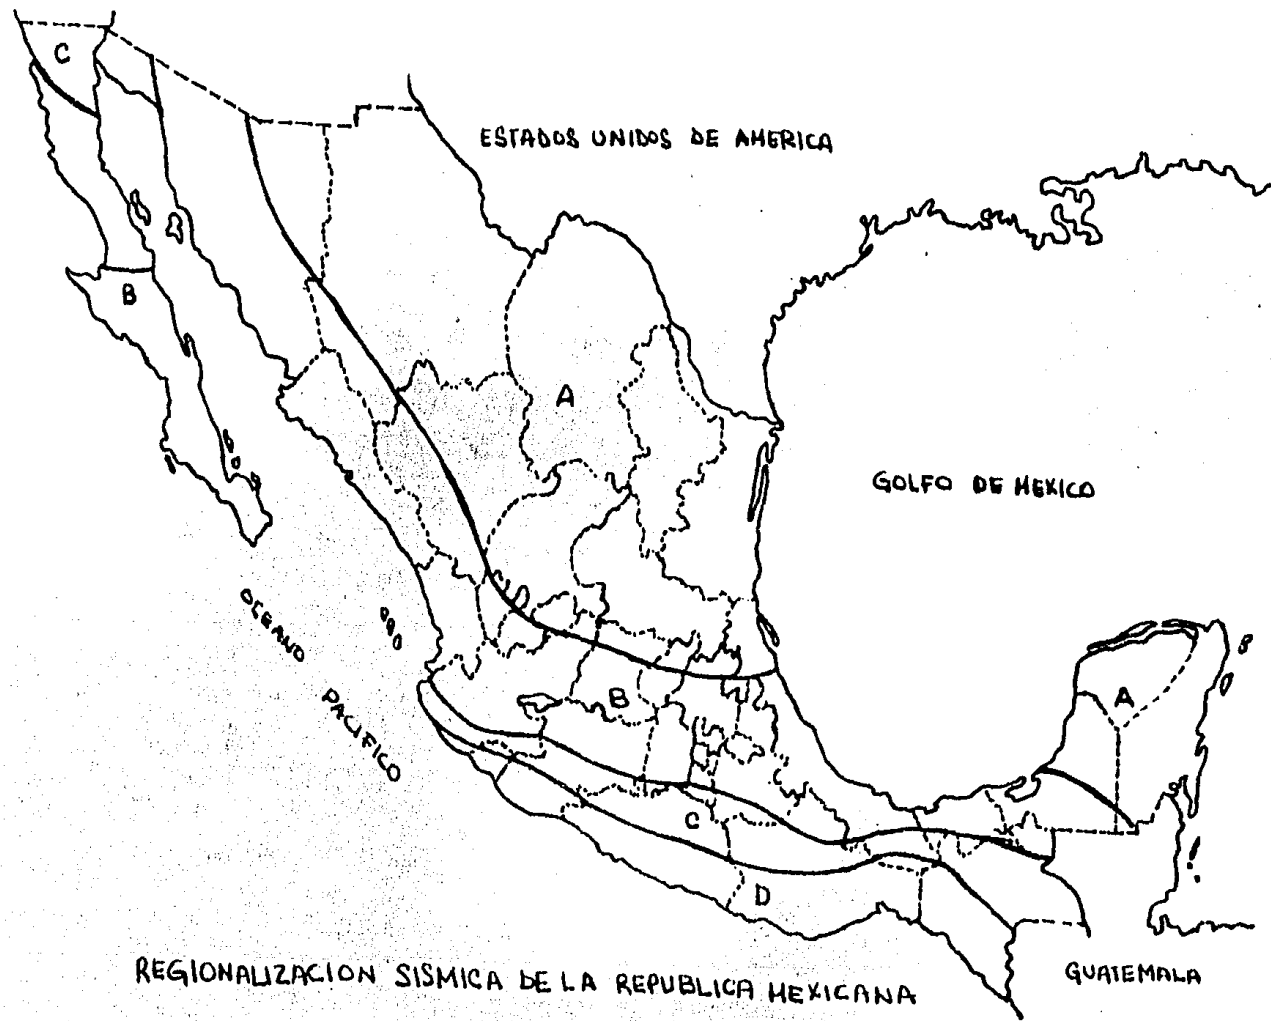 C
ESTADOS UNIDOS DE AMERICA
B
A
GOLFO DE MEXICO
OCEANO PACIFICO
B
A
C
D
REGIONALIZACION SISMICA DE LA REPUBLICA MEXICANA
GUATEMALA